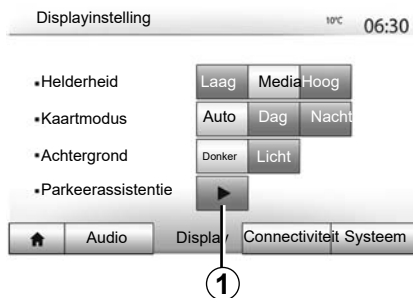 Displayinstelling 10°C 06:30
▪Helderheid Laag Media Hoog
▪Kaartmodus Auto Dag Nacht
▪Achtergrond Donker Licht
▪Parkeerassistentie
Audio Display Connectiviteit Systeem
1